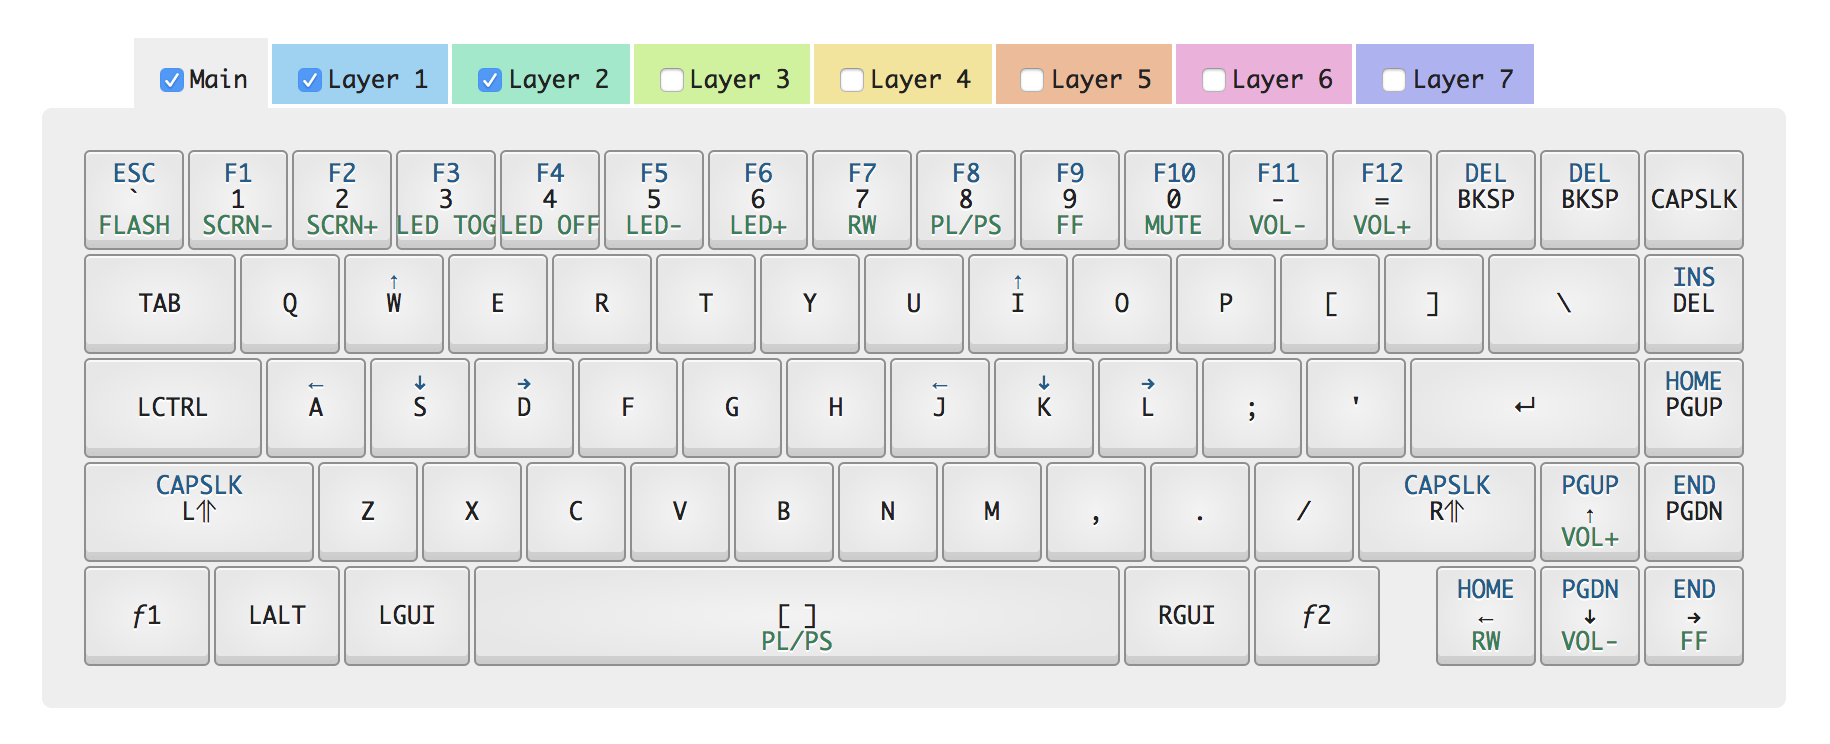 Main Layer 1 Layer 2 Layer 3 Layer 4 Layer 5 Layer 6 Layer 7
ESC F1 F2 F3 F4 F5 F6 F7 F8 F9 F10 F11 F12 DEL DEL
` 1 2 3 4 5 6 7 8 9 0 - = BKSP BKSP CAPSLK
FLASH SCRN- SCRN+ LED TOG LED OFF LED- LED+ RW PL/PS FF MUTE VOL- VOL+
↑ ↑ INS
TAB Q W E R T Y U I O P [ ] \ DEL
← ↓ → ← ↓ → HOME
LCTRL A S D F G H J K L ; ' ↵ PGUP
CAPSLK CAPSLK PGUP END
L⇑ Z X C V B N M , . / R⇑ ↑ PGDN
VOL+
HOME PGDN END
ƒ1 LALT LGUI [ ] RGUI ƒ2 ← ↓ →
PL/PS RW VOL- FF